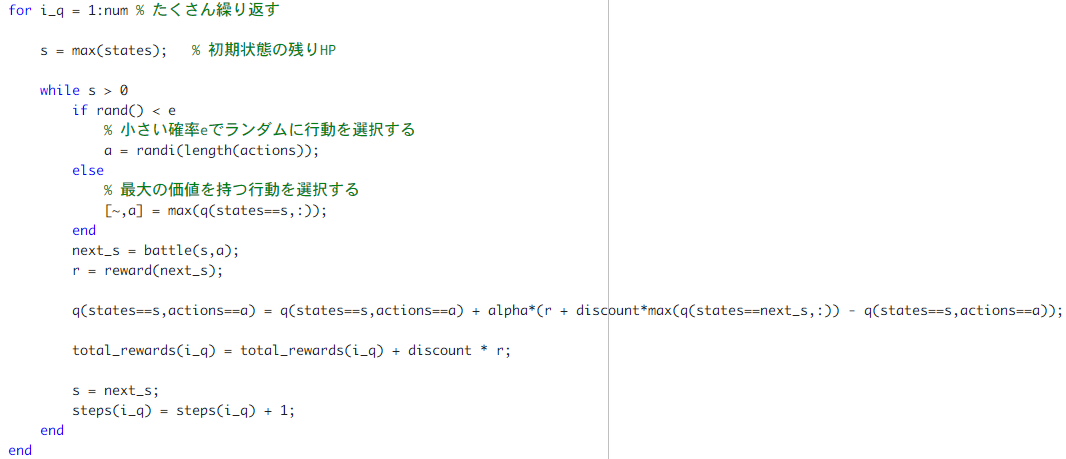 for i_q = 1:num % たくさん繰り返す
s = max(states); % 初期状態の残りHP
while s > 0
if rand() < e
% 小さい確率eでランダムに行動を選択する
a = randi(length(actions));
else
% 最大の価値を持つ行動を選択する
[~,a] = max(q(states==s,:));
end
next_s = battle(s,a);
r = reward(next_s);
q(states==s,actions==a) = q(states==s,actions==a) + alpha*(r + discount*max(q(states==next_s,:)) - q(states==s,actions==a));
total_rewards(i_q) = total_rewards(i_q) + discount * r;
s = next_s;
steps(i_q) = steps(i_q) + 1;
end
end